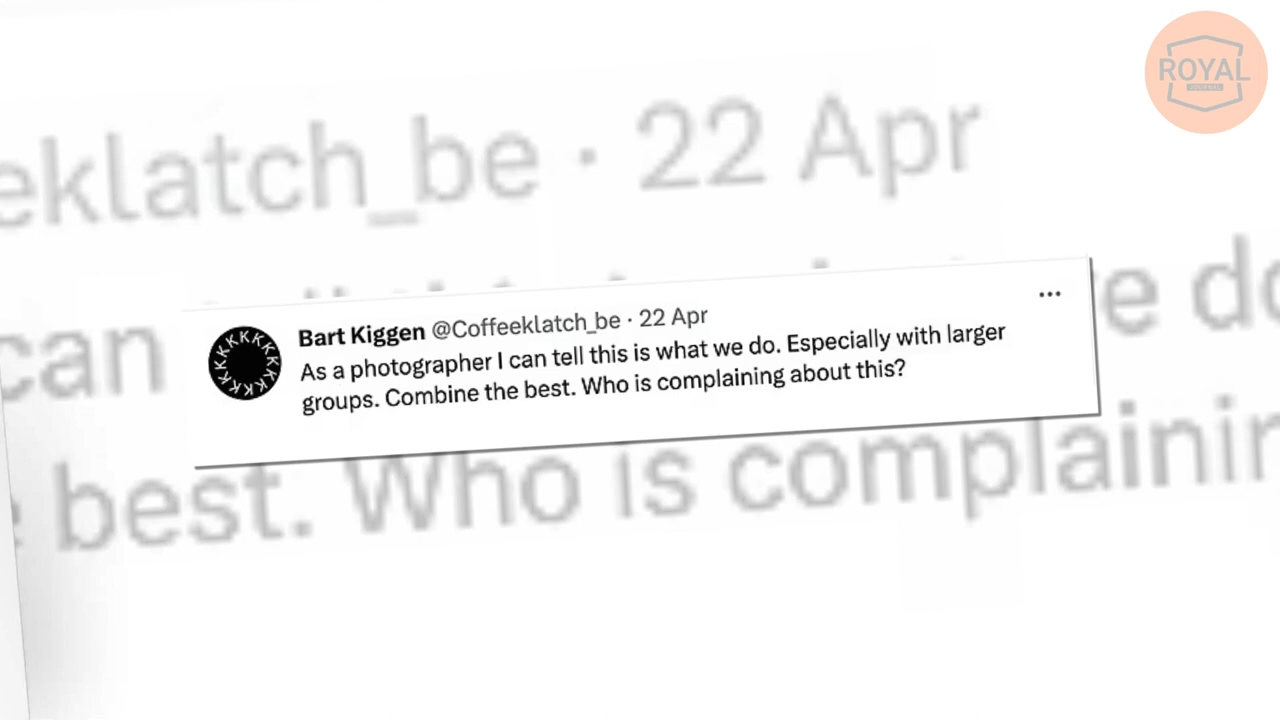 ROYAL
JOURNAL
eklatch_be · 22 Apr
can
e do
Bart Kiggen @Coffeeklatch_be · 22 Apr
As a photographer I can tell this is what we do. Especially with larger
groups. Combine the best. Who is complaining about this?
best. Who is complainin